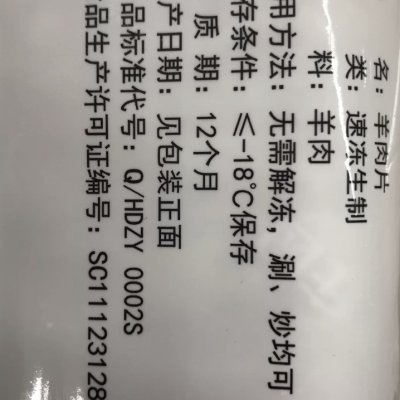 名：羊肉片
类：速冻生制
料：羊肉
用方法：无需解冻，涮、炒均可
存条件：≤-18℃保存
质 期：12个月
产日期：见包装正面
品标准代号：Q/HDZY 0002S
品生产许可证编号：SC11123128